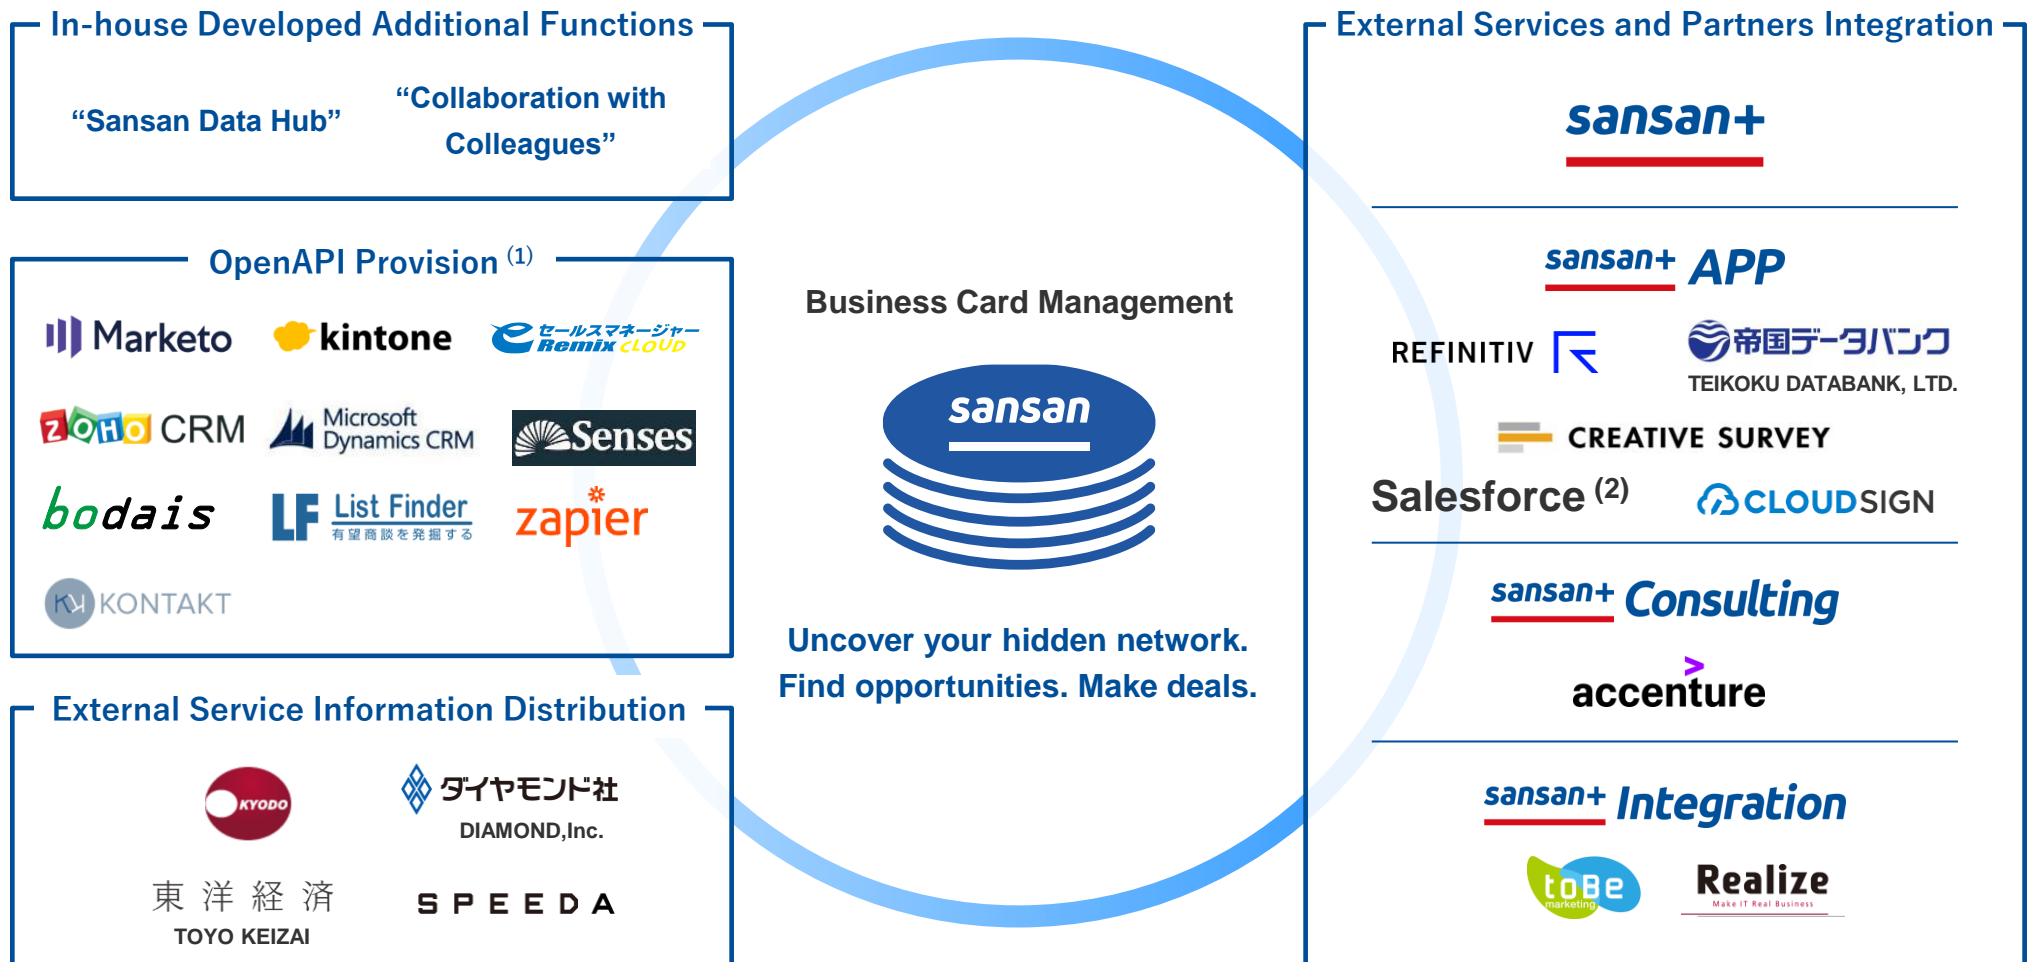 In-house Developed Additional Functions
“Sansan Data Hub”
“Collaboration with
Colleagues”
OpenAPI Provision (1)
Marketo
kintone
eセールスマネージャー
Remix CLOUD
ZOHO CRM
Microsoft
Dynamics CRM
Senses
bodais
LF List Finder
有望商談を発掘する
zapier
KONTAKT
External Service Information Distribution
KYODO
ダイヤモンド社
DIAMOND,Inc.
東洋経済
TOYO KEIZAI
SPEEDA
Business Card Management
sansan
Uncover your hidden network.
Find opportunities. Make deals.
External Services and Partners Integration
sansan+
sansan+ APP
REFINITIV
帝国データバンク
TEIKOKU DATABANK, LTD.
CREATIVE SURVEY
Salesforce (2)
CLOUDSIGN
sansan+ Consulting
accenture
sansan+ Integration
toBe
marketing
Realize
Make IT Real Business